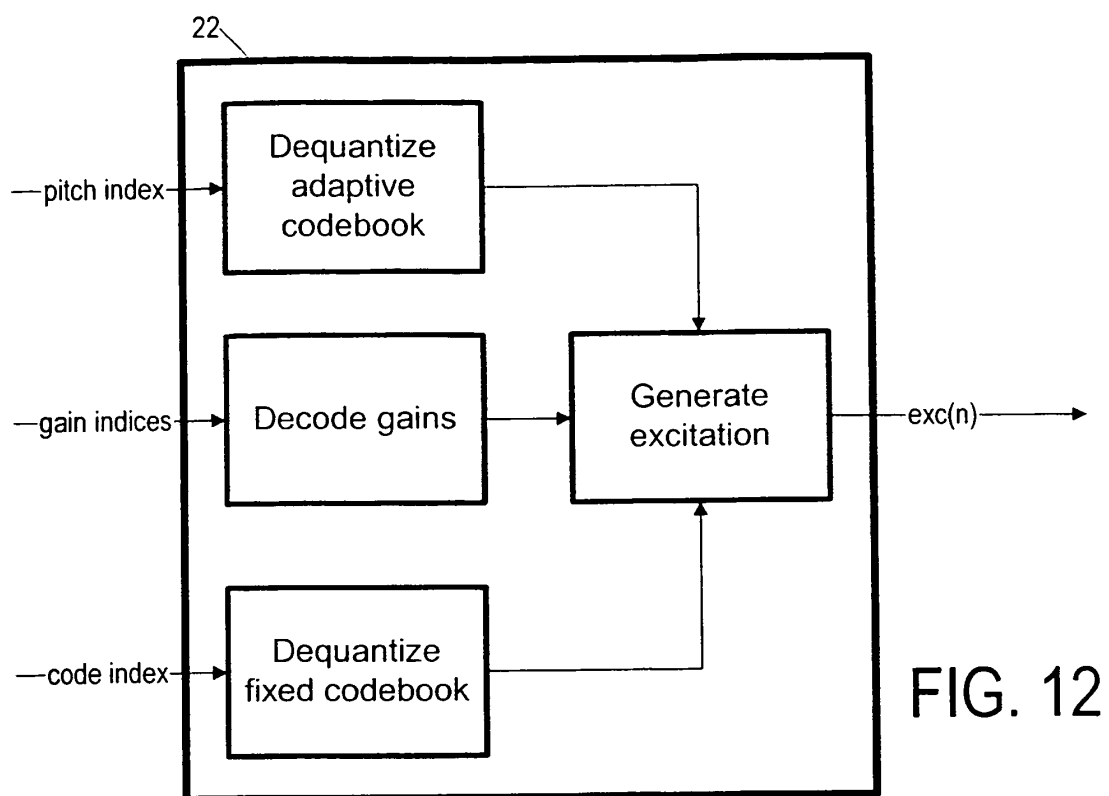 22
Dequantize
adaptive
codebook
pitch index
Decode gains
gain indices
Generate
excitation
exc(n)
Dequantize
fixed codebook
code index
FIG. 12